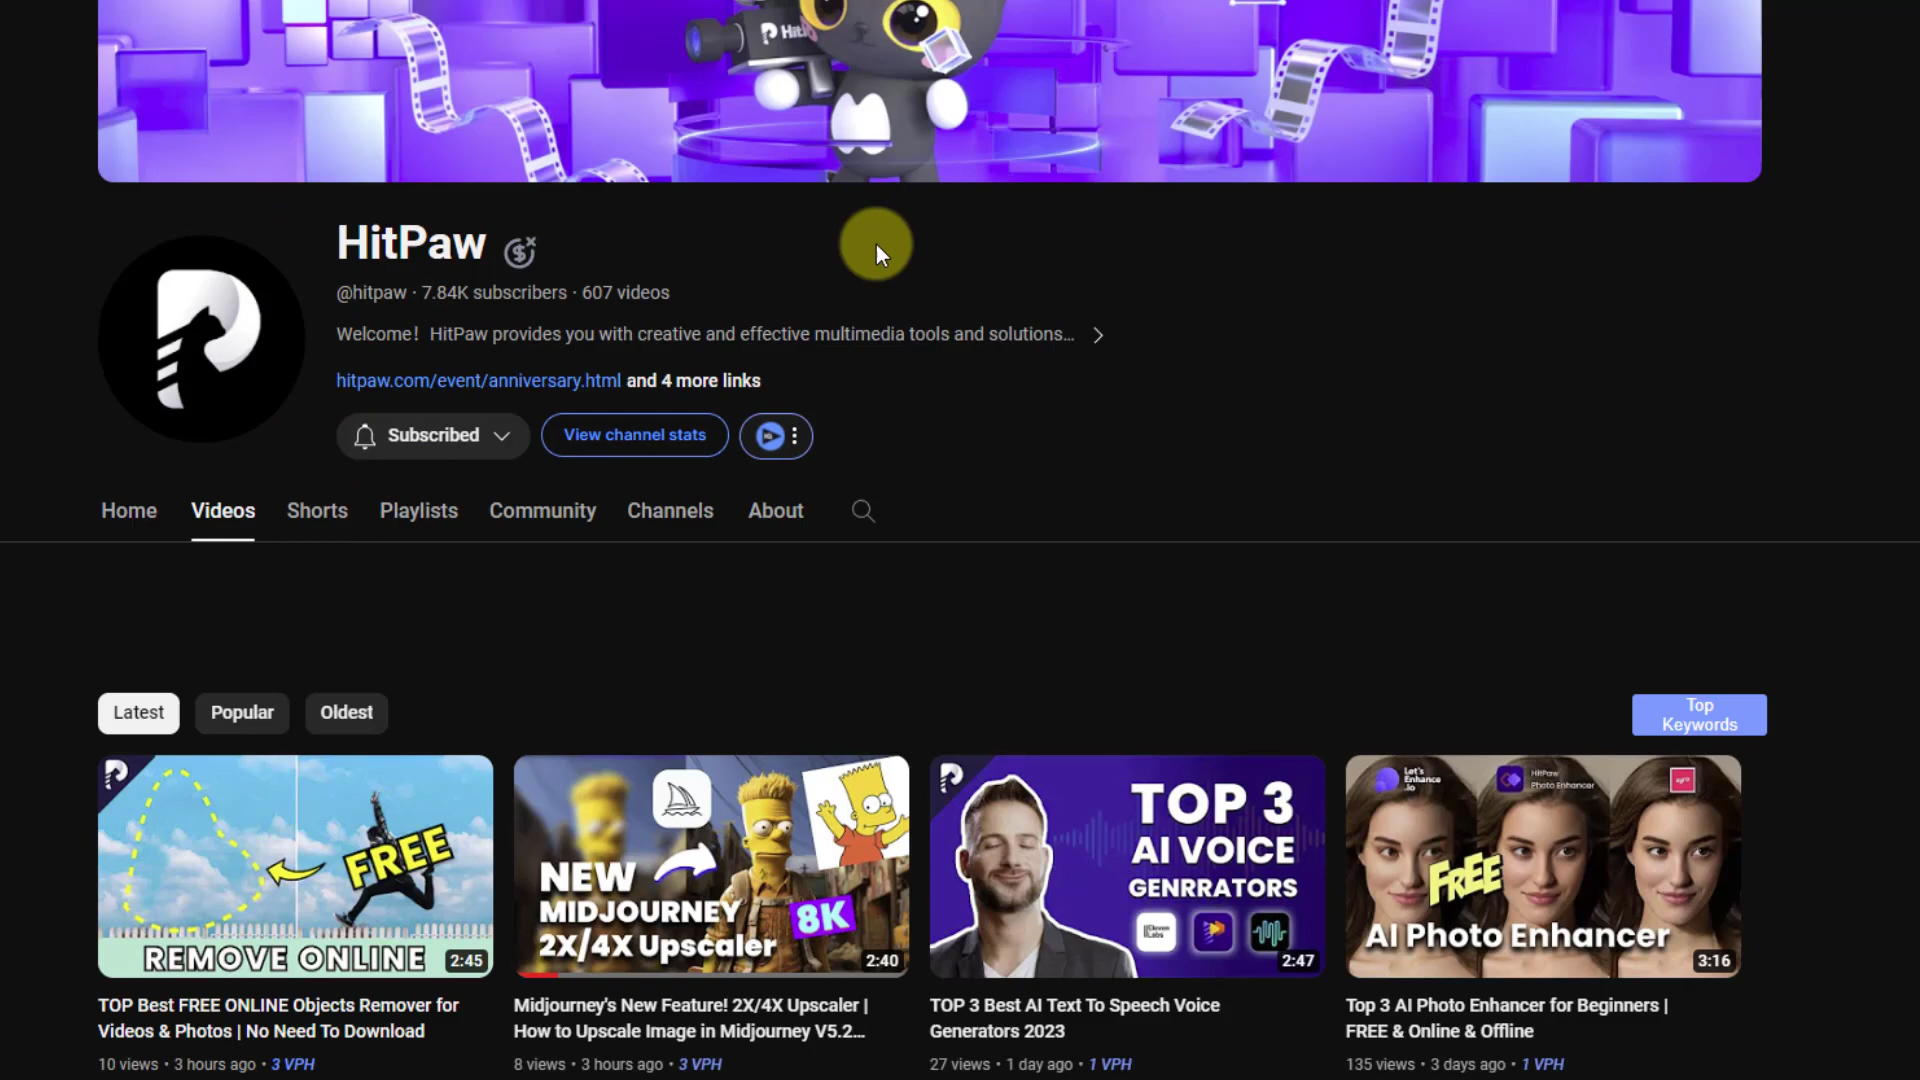 HitPaw
@hitpaw · 7.84K subscribers · 607 videos
Welcome! HitPaw provides you with creative and effective multimedia tools and solutions...
hitpaw.com/event/anniversary.html and 4 more links
Subscribed
View channel stats
Home Videos Shorts Playlists Community Channels About
Latest Popular Oldest
Top
Keywords
FREE
REMOVE ONLINE
2:45
NEW
MIDJOURNEY
2X/4X Upscaler
8K
2:40
TOP 3
AI VOICE
GENRRATORS
2:47
Let's
Enhance
.io
HitPaw
Photo Enhancer
FREE
AI Photo Enhancer
3:16
TOP Best FREE ONLINE Objects Remover for
Videos & Photos | No Need To Download
10 views · 3 hours ago · 3 VPH
Midjourney's New Feature! 2X/4X Upscaler |
How to Upscale Image in Midjourney V5.2...
8 views · 3 hours ago · 3 VPH
TOP 3 Best AI Text To Speech Voice
Generators 2023
27 views · 1 day ago · 1 VPH
Top 3 AI Photo Enhancer for Beginners |
FREE & Online & Offline
135 views · 3 days ago · 1 VPH